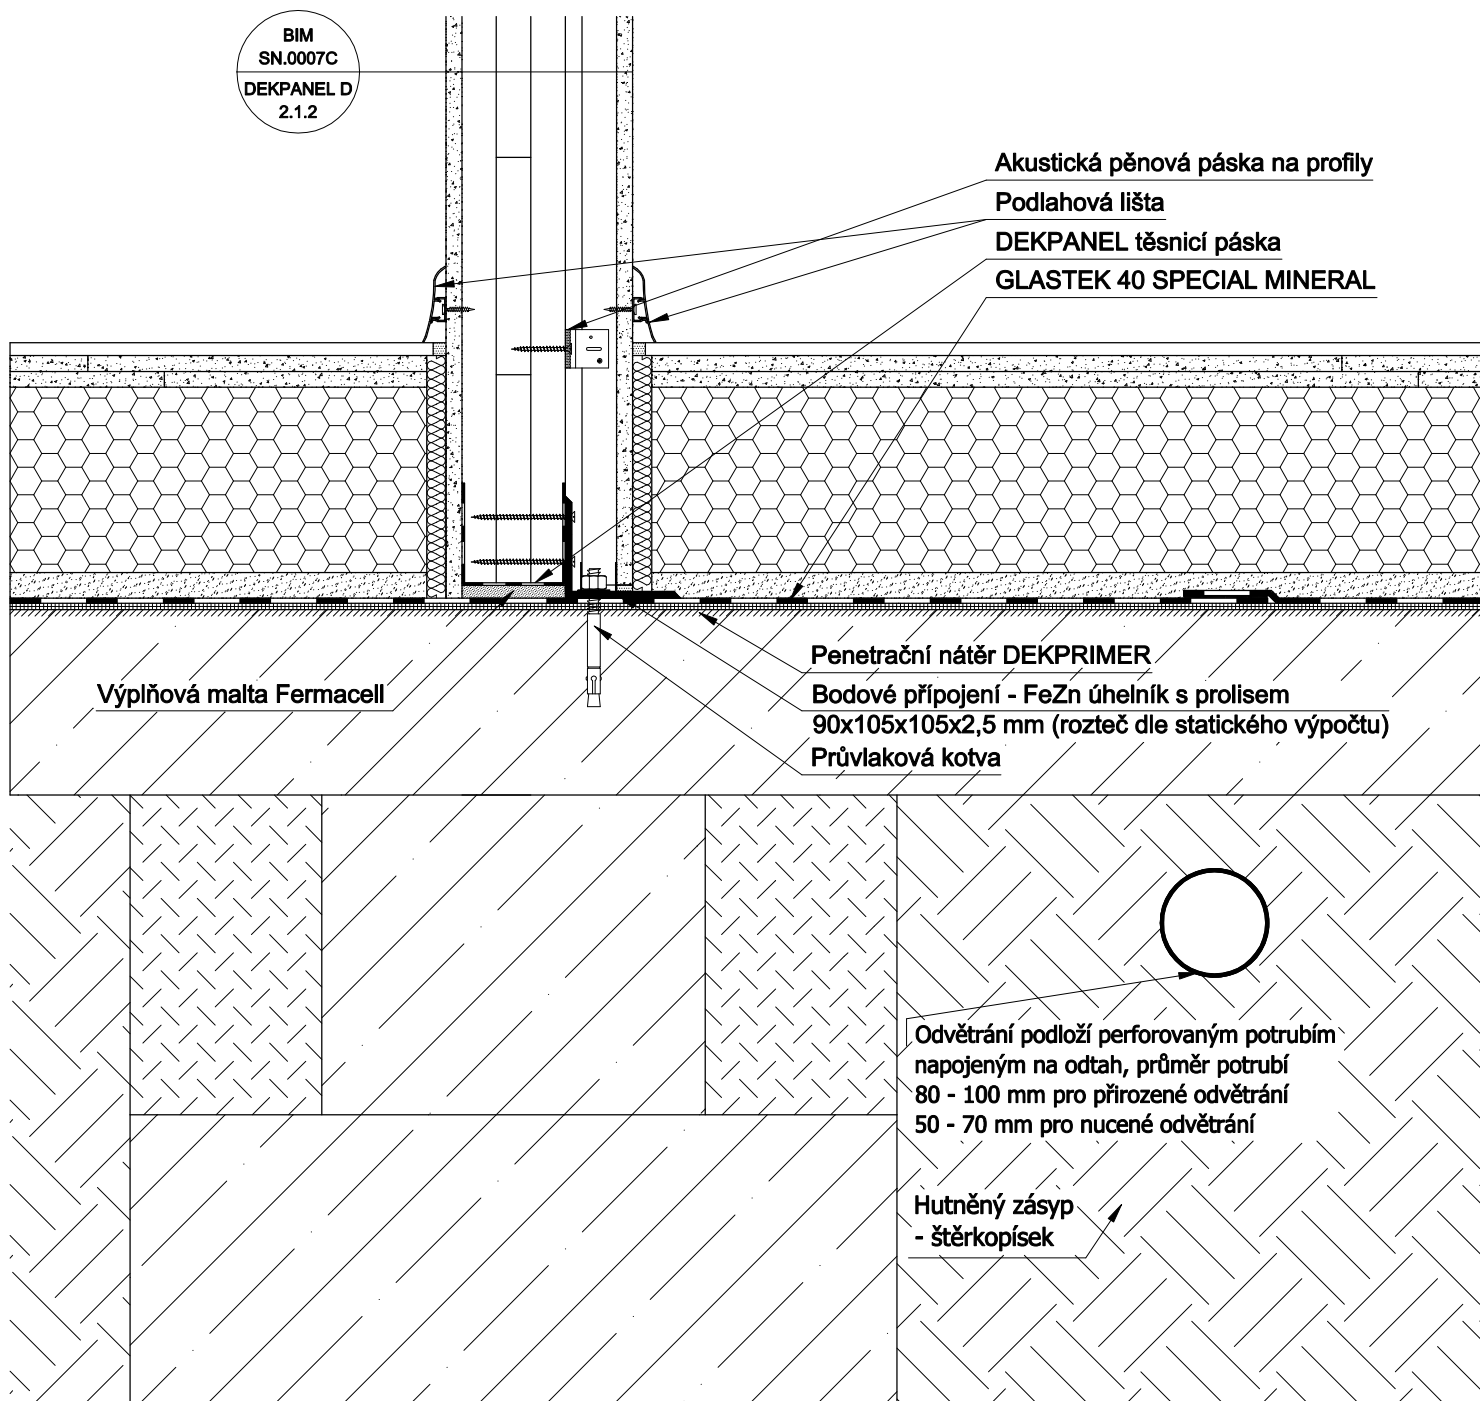 BIM
SN.0007C
DEKPANEL D
2.1.2
Akustická pěnová páska na profily
Podlahová lišta
DEKPANEL těsnicí páska
GLASTEK 40 SPECIAL MINERAL
Penetrační nátěr DEKPRIMER
Výplňová malta Fermacell
Bodové přípojení - FeZn úhelník s prolisem
90x105x105x2,5 mm (rozteč dle statického výpočtu)
Průvlaková kotva
Odvětrání podloží perforovaným potrubím
napojeným na odtah, průměr potrubí
80 - 100 mm pro přirozené odvětrání
50 - 70 mm pro nucené odvětrání
Hutněný zásyp
- štěrkopísek